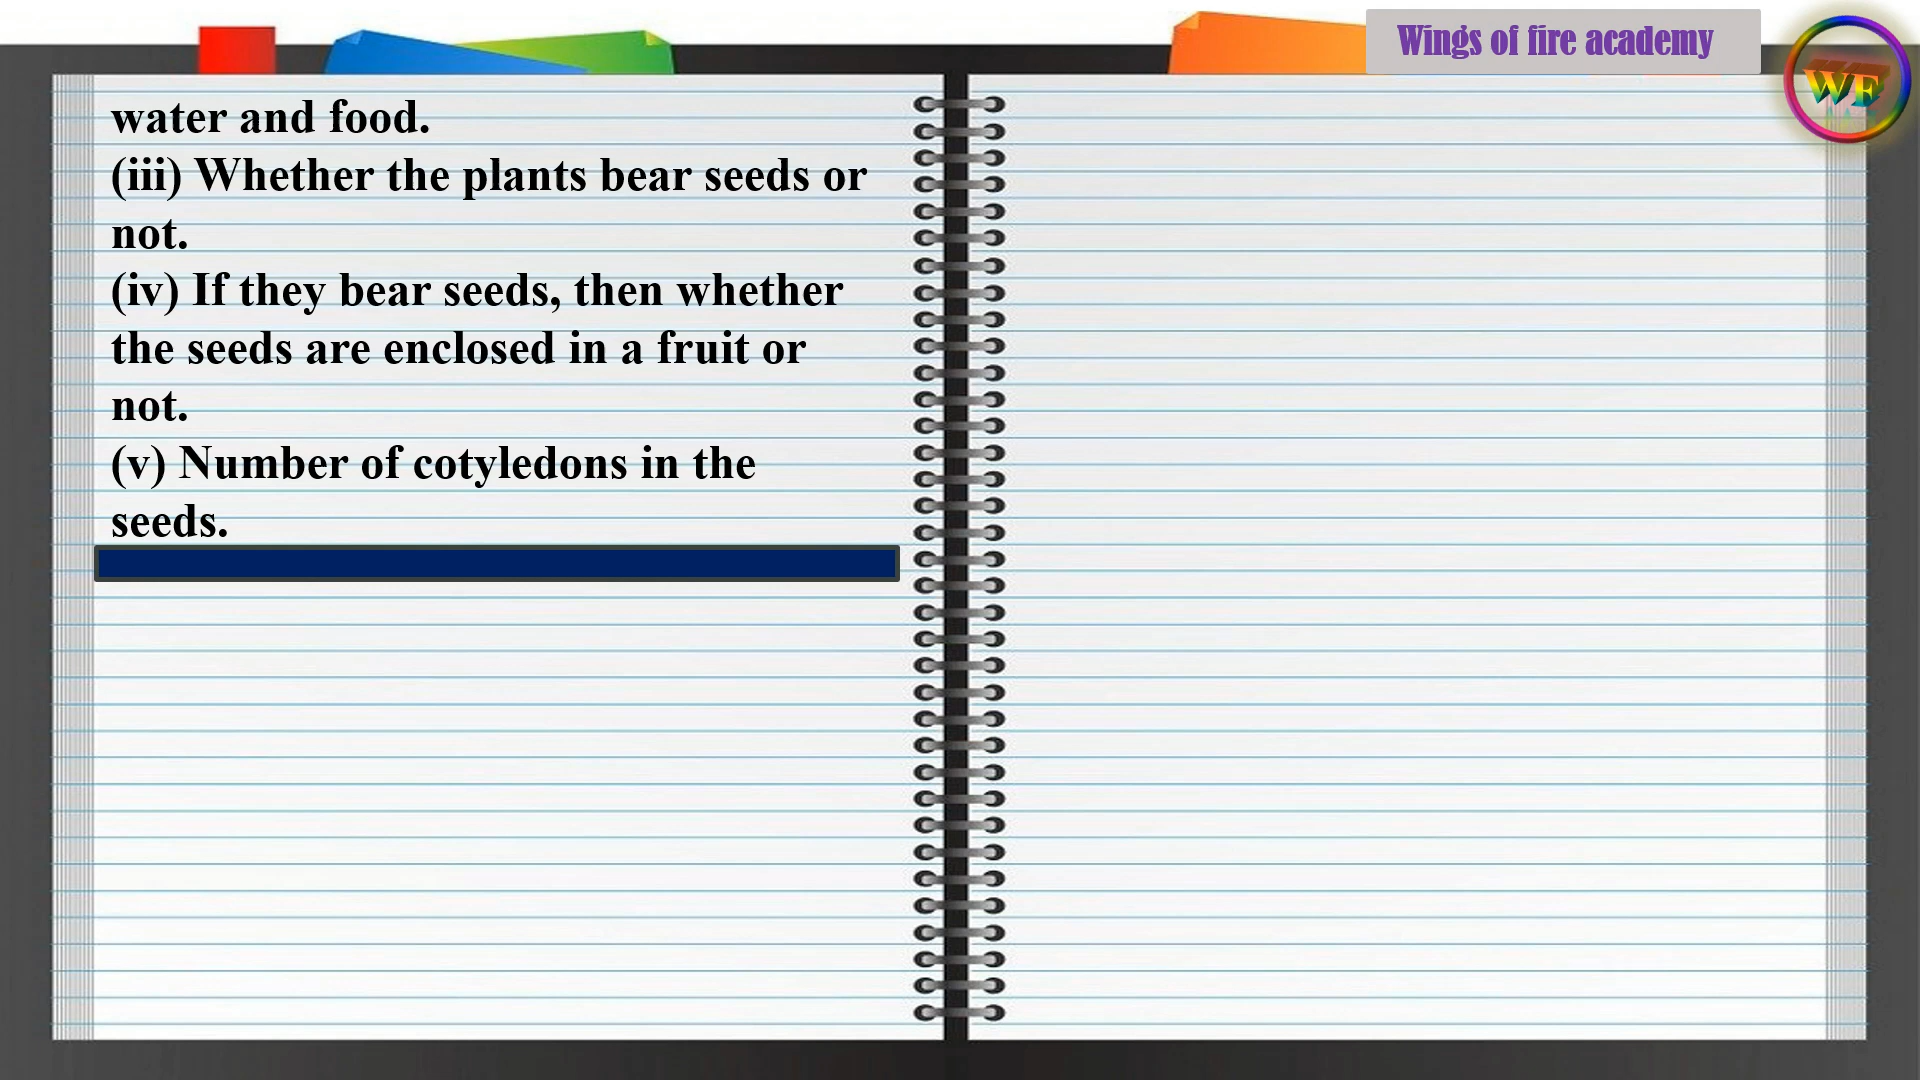 Wings of fire academy
WE
water and food.
(iii) Whether the plants bear seeds or
not.
(iv) If they bear seeds, then whether
the seeds are enclosed in a fruit or
not.
(v) Number of cotyledons in the
seeds.